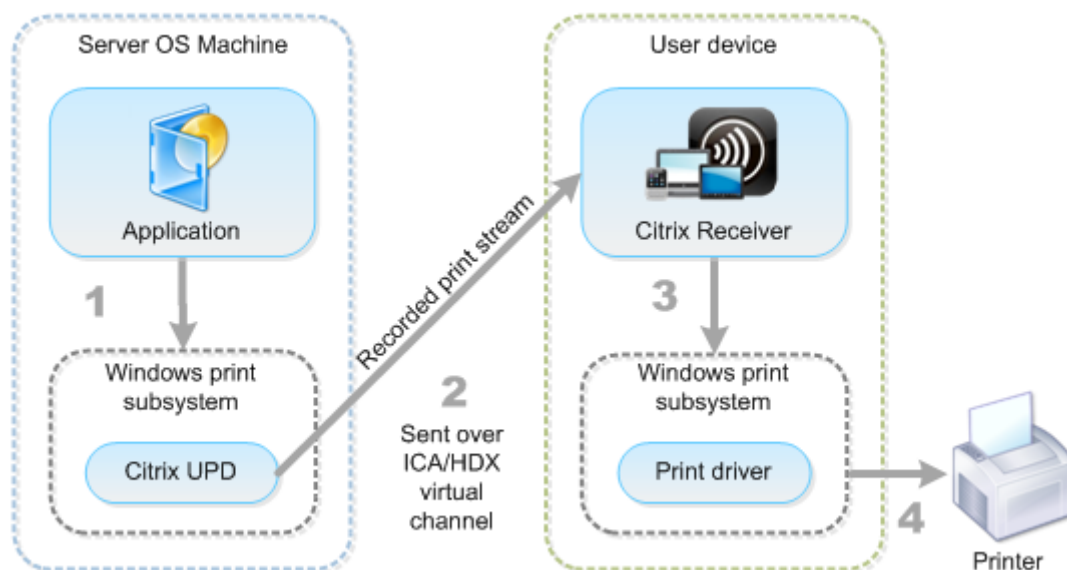 Server OS Machine
Application
1
Windows print
subsystem
Citrix UPD
Recorded print stream
2
Sent over
ICA/HDX
virtual
channel
User device
Citrix Receiver
3
Windows print
subsystem
Print driver
4
Printer